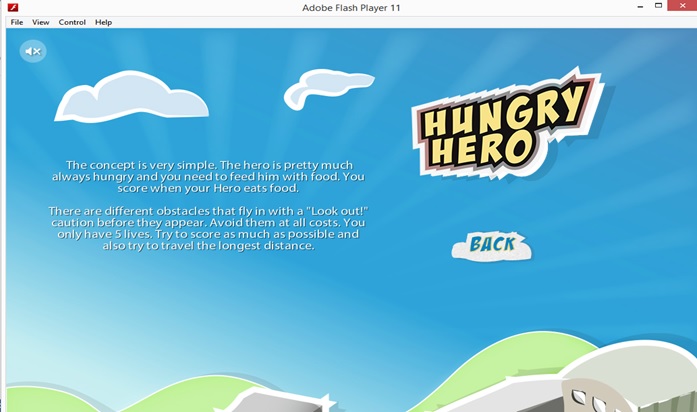 Adobe Flash Player 11
File View Control Help
HUNGRY
HERO
The concept is very simple. The hero is pretty much
always hungry and you need to feed him with food. You
score when your Hero eats food.
There are different obstacles that fly in with a "Look out!"
caution before they appear. Avoid them at all costs. You
only have 5 lives. Try to score as much as possible and
also try to travel the longest distance.
BACK